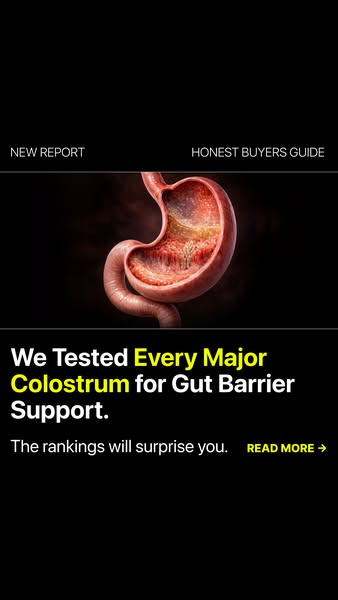 NEW REPORT
HONEST BUYERS GUIDE
We Tested Every Major
Colostrum for Gut Barrier
Support.
The rankings will surprise you.
READ MORE →